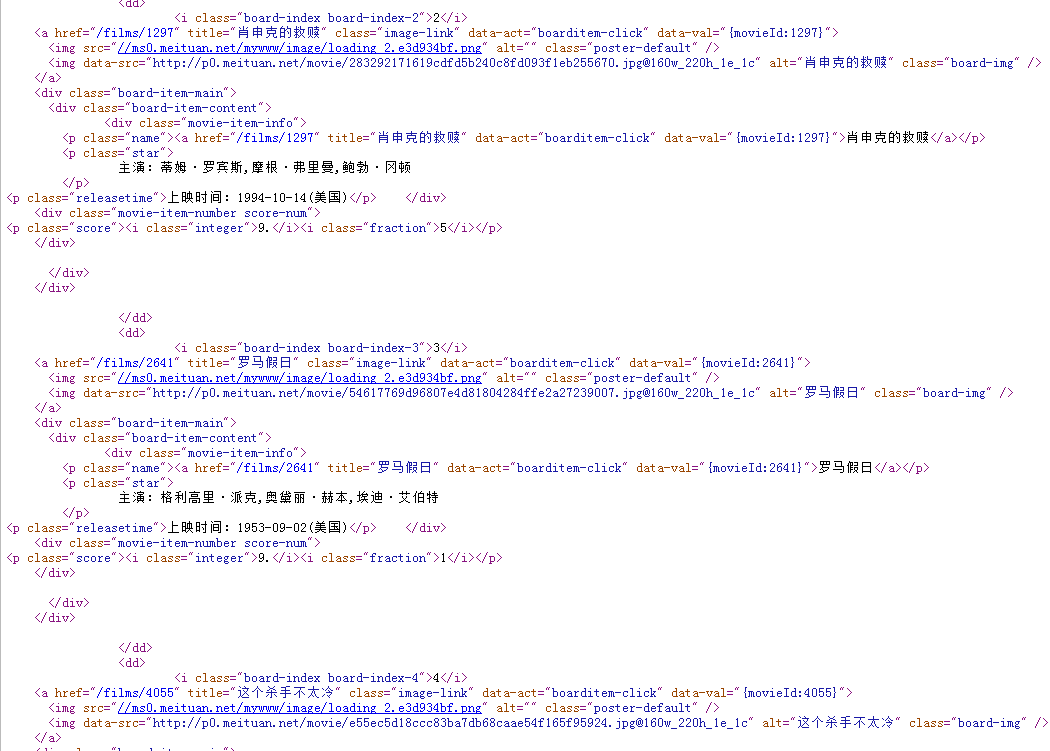 <dd>
<i class="board-index board-index-2">2</i>
<a href="/films/1297" title="肖申克的救赎" class="image-link" data-act="boarditem-click" data-val="{movieId:1297}">
<img src="//ms0.meituan.net/mywww/image/loading_2.e3d934bf.png" alt="" class="poster-default" />
<img data-src="http://p0.meituan.net/movie/283292171619cdfd5b240c8fd093f1eb255670.jpg@160w_220h_1e_1c" alt="肖申克的救赎" class="board-img" />
</a>
<div class="board-item-main">
<div class="board-item-content">
<div class="movie-item-info">
<p class="name"><a href="/films/1297" title="肖申克的救赎" data-act="boarditem-click" data-val="{movieId:1297}">肖申克的救赎</a></p>
<p class="star">
主演：蒂姆·罗宾斯,摩根·弗里曼,鲍勃·冈顿
</p>
<p class="releasetime">上映时间：1994-10-14(美国)</p>    </div>
<div class="movie-item-number score-num">
<p class="score"><i class="integer">9.</i><i class="fraction">5</i></p>
</div>
</div>
</div>
</dd>
<dd>
<i class="board-index board-index-3">3</i>
<a href="/films/2641" title="罗马假日" class="image-link" data-act="boarditem-click" data-val="{movieId:2641}">
<img src="//ms0.meituan.net/mywww/image/loading_2.e3d934bf.png" alt="" class="poster-default" />
<img data-src="http://p0.meituan.net/movie/54617769d96807e4d81804284ffe2a27239007.jpg@160w_220h_1e_1c" alt="罗马假日" class="board-img" />
</a>
<div class="board-item-main">
<div class="board-item-content">
<div class="movie-item-info">
<p class="name"><a href="/films/2641" title="罗马假日" data-act="boarditem-click" data-val="{movieId:2641}">罗马假日</a></p>
<p class="star">
主演：格利高里·派克,奥黛丽·赫本,埃迪·艾伯特
</p>
<p class="releasetime">上映时间：1953-09-02(美国)</p>    </div>
<div class="movie-item-number score-num">
<p class="score"><i class="integer">9.</i><i class="fraction">1</i></p>
</div>
</div>
</div>
</dd>
<dd>
<i class="board-index board-index-4">4</i>
<a href="/films/4055" title="这个杀手不太冷" class="image-link" data-act="boarditem-click" data-val="{movieId:4055}">
<img src="//ms0.meituan.net/mywww/image/loading_2.e3d934bf.png" alt="" class="poster-default" />
<img data-src="http://p0.meituan.net/movie/e55ec5d18ccc83ba7db68caae54f165f95924.jpg@160w_220h_1e_1c" alt="这个杀手不太冷" class="board-img" />
</a>
<div class="board-item-main">